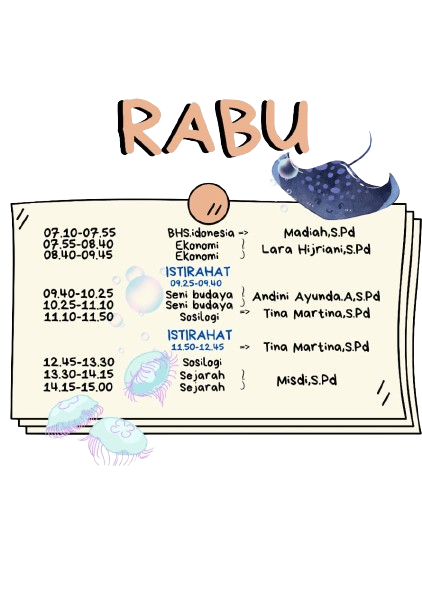 RABU
07.10-07.55 BHS.idonesia -> Madiah,S.Pd
07.55-08.40 Ekonomi Lara Hijriani,S.Pd
08.40-09.45 Ekonomi
ISTIRAHAT
09.25-09.40
09.40-10.25 Seni budaya Andini Ayunda.A,S.Pd
10.25-11.10 Seni budaya
11.10-11.50 Sosilogi -> Tina Martina,S.Pd
ISTIRAHAT
11.50-12.45
-> Tina Martina,S.Pd
12.45-13.30 Sosilogi
13.30-14.15 Sejarah Misdi,S.Pd
14.15-15.00 Sejarah